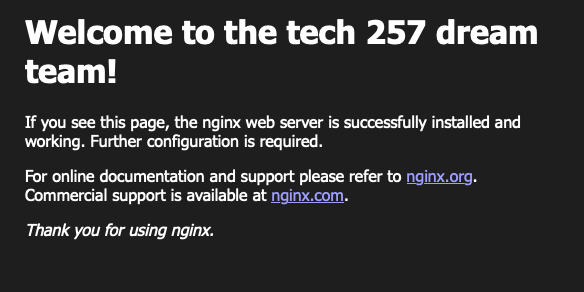 Welcome to the tech 257 dream
team!
If you see this page, the nginx web server is successfully installed and
working. Further configuration is required.
For online documentation and support please refer to nginx.org.
Commercial support is available at nginx.com.
Thank you for using nginx.